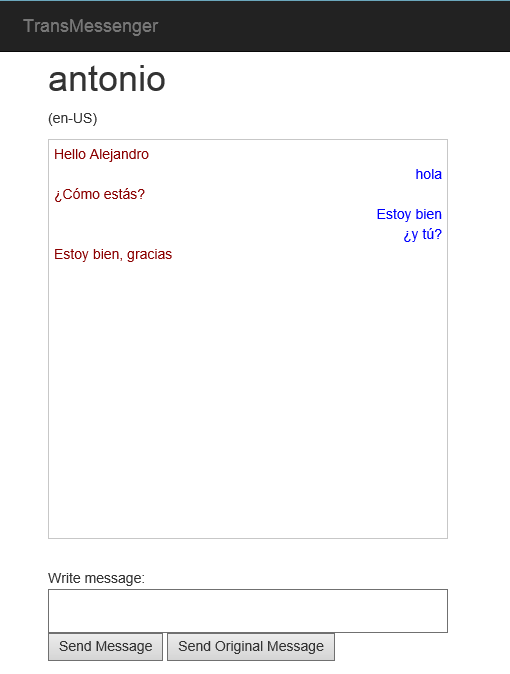 TransMessenger
antonio
(en-US)
Hello Alejandro
hola
¿Cómo estás?
Estoy bien
¿y tú?
Estoy bien, gracias
Write message:
Send Message Send Original Message